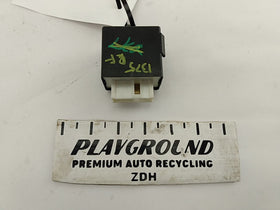 1375
RF
PLAYGROUND
PREMIUM AUTO RECYCLING
ZDH